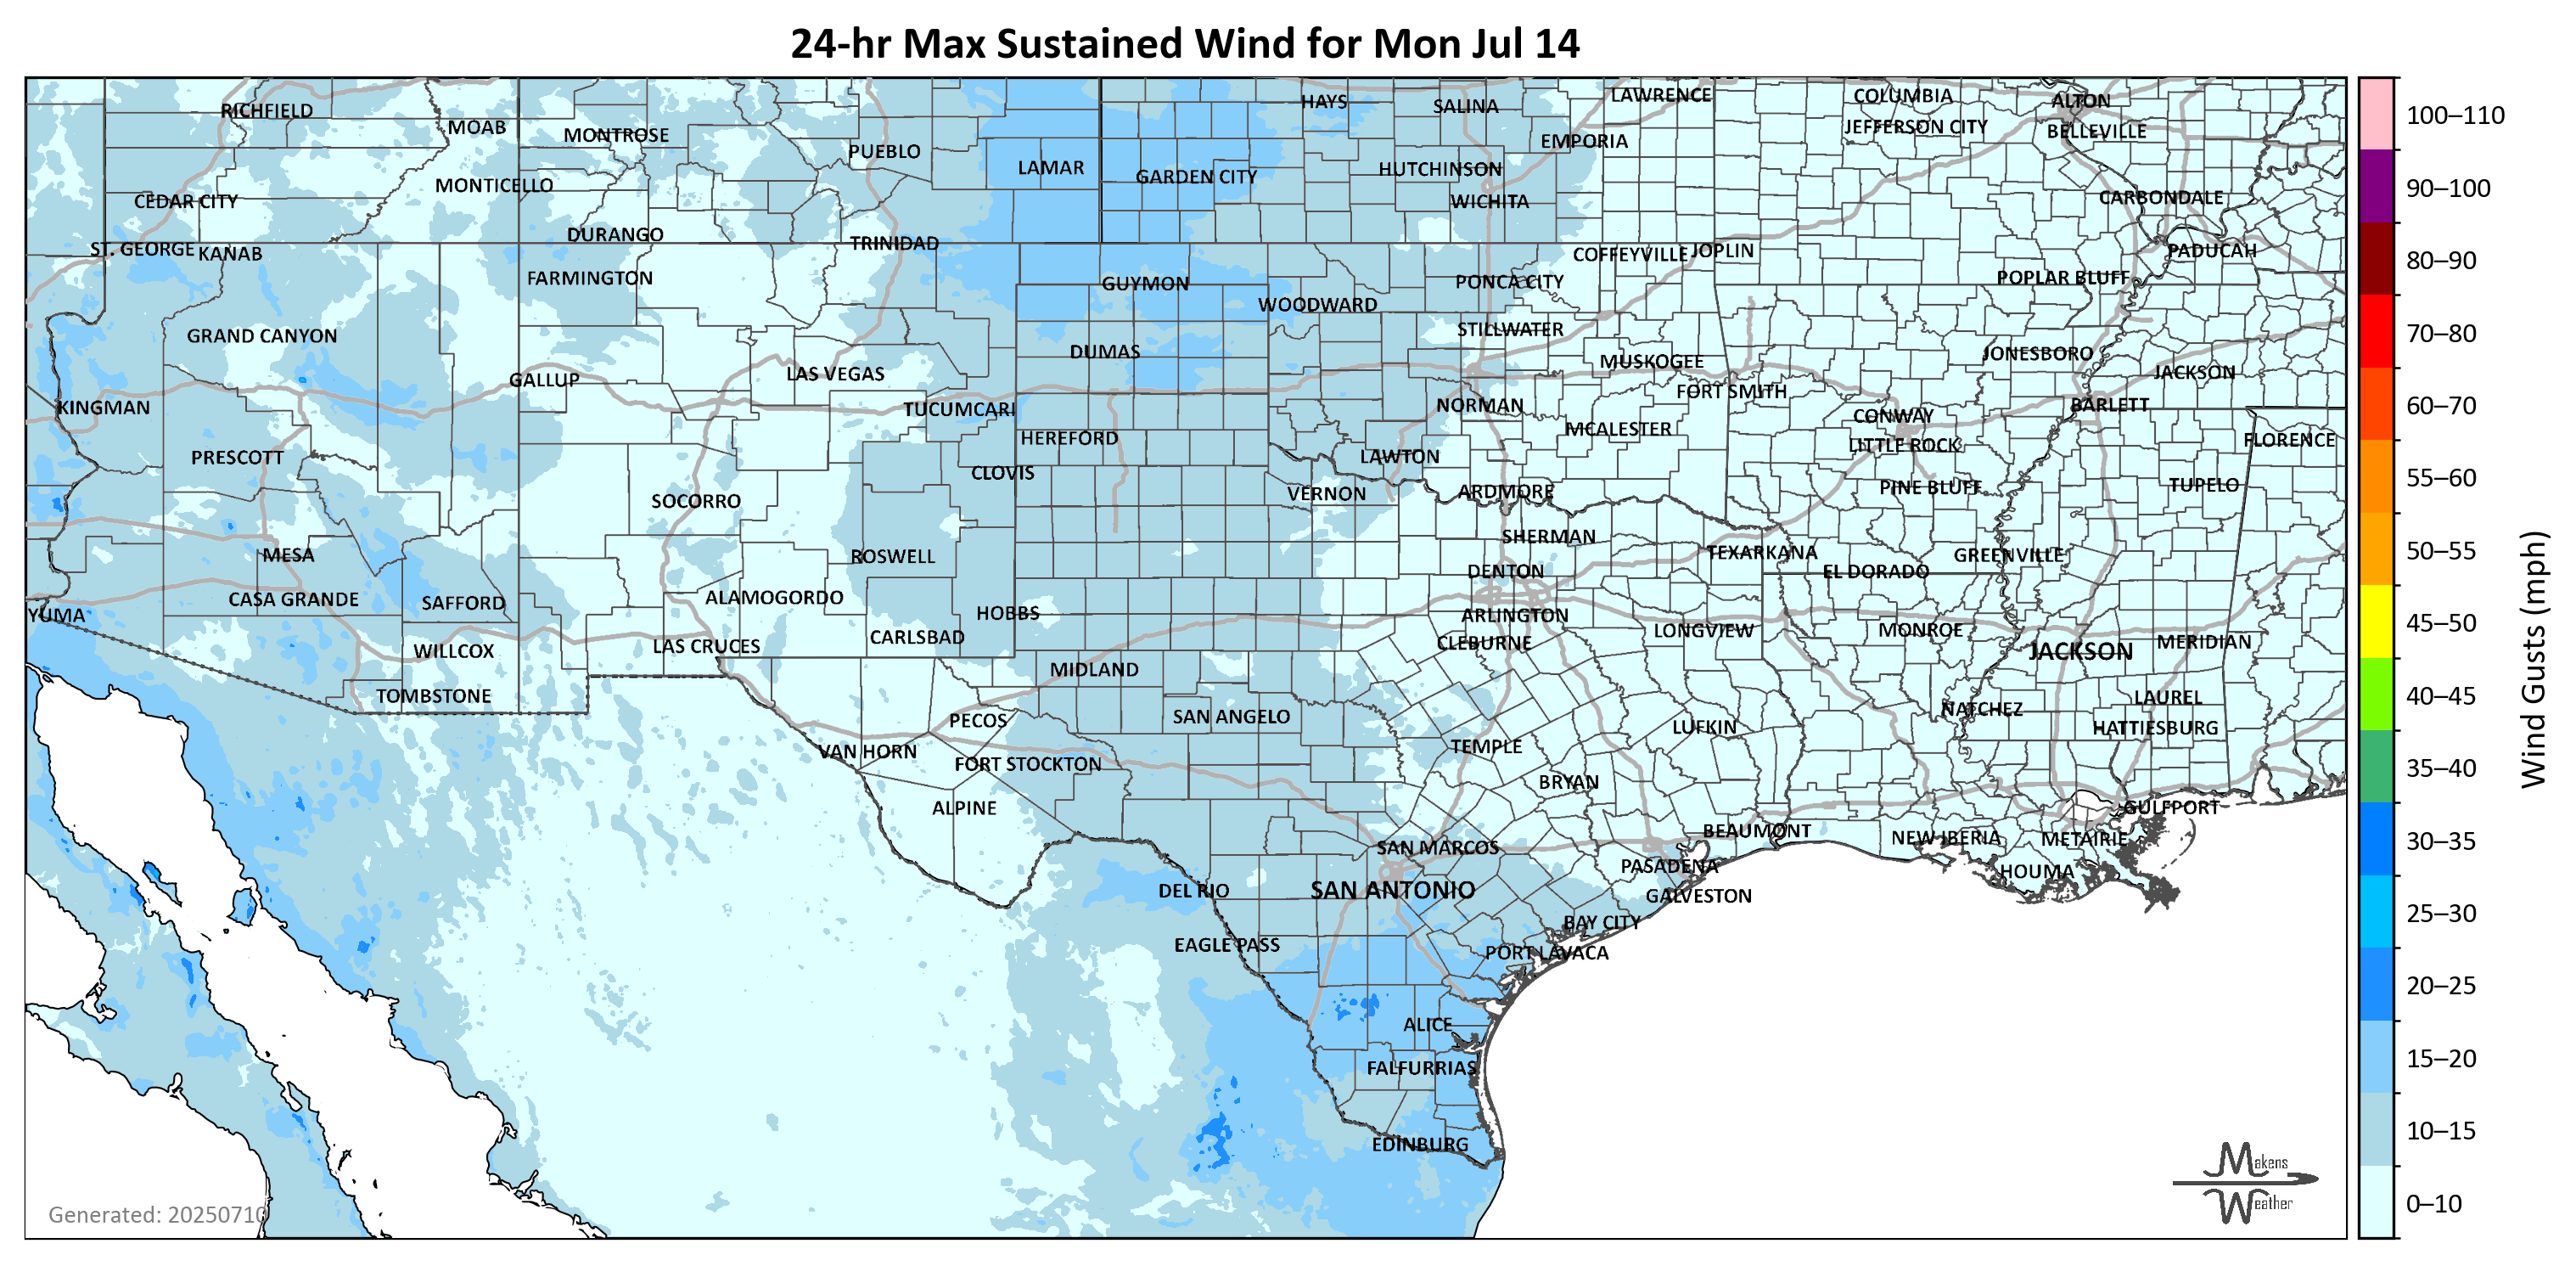 24-hr Max Sustained Wind for Mon Jul 14
RICHFIELD
MOAB
MONTROSE
PUEBLO
LAMAR
GARDEN CITY
HAYS
SALINA
EMPORIA
LAWRENCE
COLUMBIA
JEFFERSON CITY
ALTON
BELLEVILLE
HUTCHINSON
WICHITA
CARBONDALE
MONTICELLO
CEDAR CITY
DURANGO
TRINIDAD
ST. GEORGE
KANAB
FARMINGTON
GUYMON
WOODWARD
PONCA CITY
COFFEYVILLE
JOPLIN
POPLAR BLUFF
PADUCAH
GRAND CANYON
DUMAS
STILLWATER
MUSKOGEE
JONESBORO
JACKSON
GALLUP
LAS VEGAS
FORT SMITH
KINGMAN
TUCUMCARI
NORMAN
CONWAY
BARLETT
HEREFORD
MCALESTER
LITTLE ROCK
FLORENCE
PRESCOTT
CLOVIS
LAWTON
VERNON
ARDMORE
PINE BLUFF
TUPELO
SOCORRO
MESA
ROSWELL
SHERMAN
TEXARKANA
GREENVILLE
DENTON
EL DORADO
CASA GRANDE
SAFFORD
ALAMOGORDO
HOBBS
YUMA
ARLINGTON
CARLSBAD
CLEBURNE
LONGVIEW
MONROE
JACKSON
MERIDIAN
WILLCOX
LAS CRUCES
MIDLAND
TOMBSTONE
LAUREL
PECOS
SAN ANGELO
NATCHEZ
HATTIESBURG
VAN HORN
TEMPLE
LUFKIN
FORT STOCKTON
BRYAN
ALPINE
GULFPORT
BEAUMONT
NEW IBERIA
METAIRIE
SAN MARCOS
PASADENA
HOUMA
DEL RIO
SAN ANTONIO
GALVESTON
BAY CITY
EAGLE PASS
PORT LAVACA
ALICE
FALFURRIAS
EDINBURG
Generated: 20250710
Makens
Weather
100–110
90–100
80–90
70–80
60–70
55–60
50–55
45–50
40–45
35–40
30–35
25–30
20–25
15–20
10–15
0–10
Wind Gusts (mph)